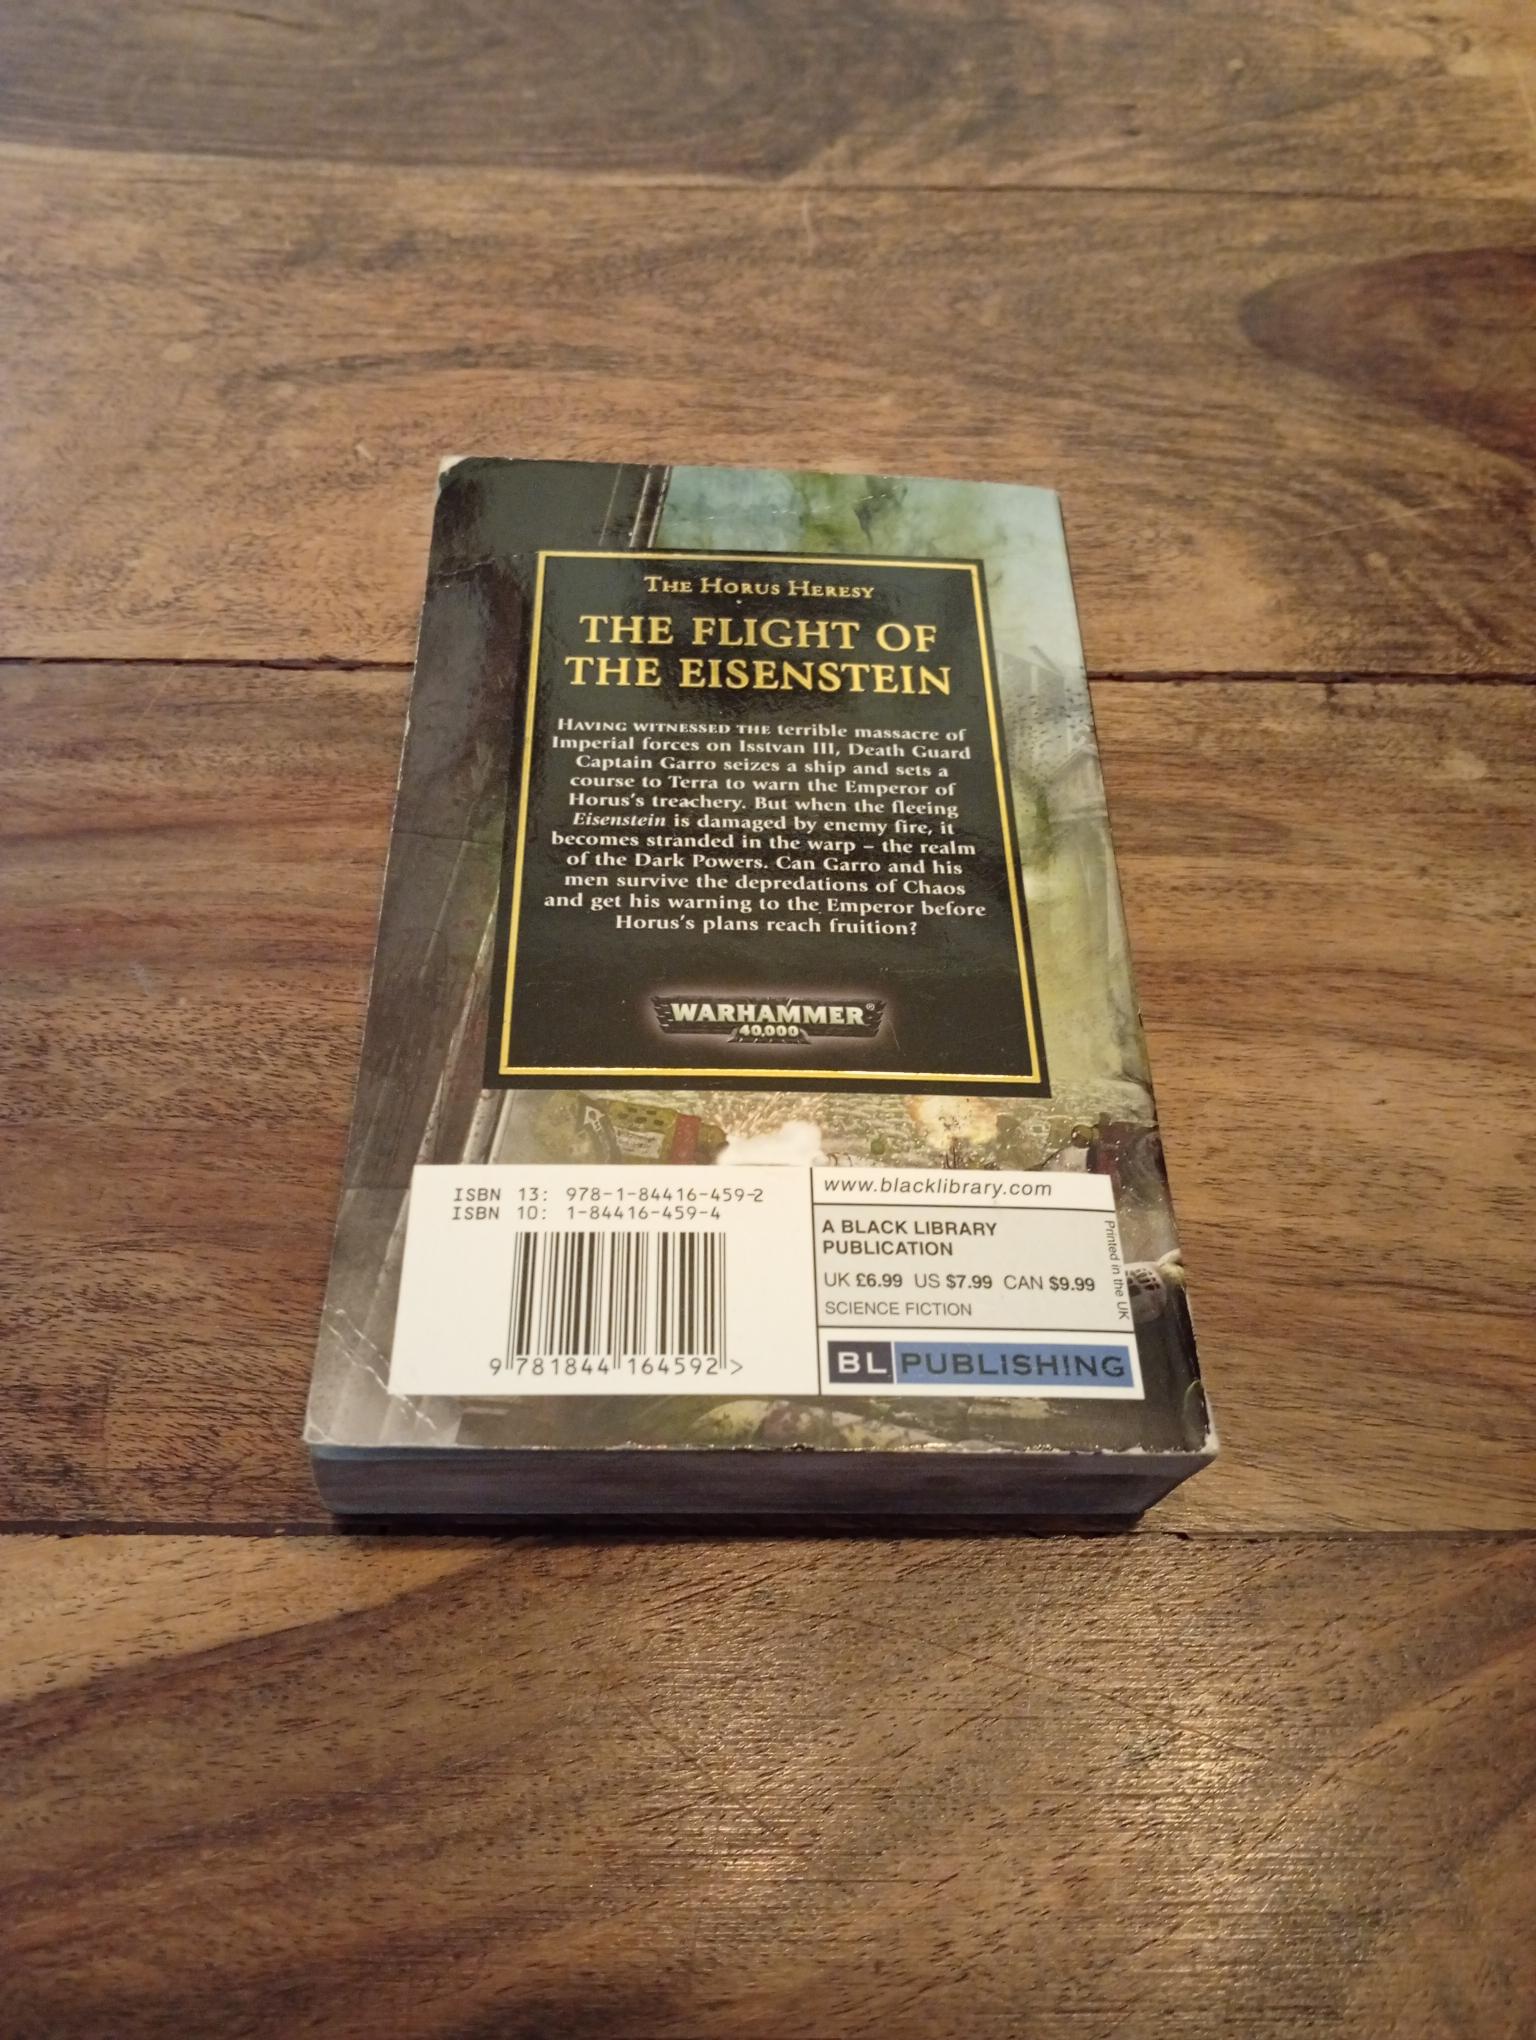 THE HORUS HERESY
THE FLIGHT OF
THE EISENSTEIN
HAVING WITNESSED THE terrible massacre of
Imperial forces on Isstvan III, Death Guard
Captain Garro seizes a ship and sets a
course to Terra to warn the Emperor of
Horus's treachery. But when the fleeing
Eisenstein is damaged by enemy fire, it
becomes stranded in the warp – the realm
of the Dark Powers. Can Garro and his
men survive the depredations of Chaos
and get his warning to the Emperor before
Horus's plans reach fruition?
WARHAMMER®
40,000
ISBN 13: 978-1-84416-459-2
ISBN 10: 1-84416-459-4
9 781844 164592 >
www.blacklibrary.com
A BLACK LIBRARY
PUBLICATION
UK £6.99 US $7.99 CAN $9.99
SCIENCE FICTION
Printed in the UK
BL PUBLISHING